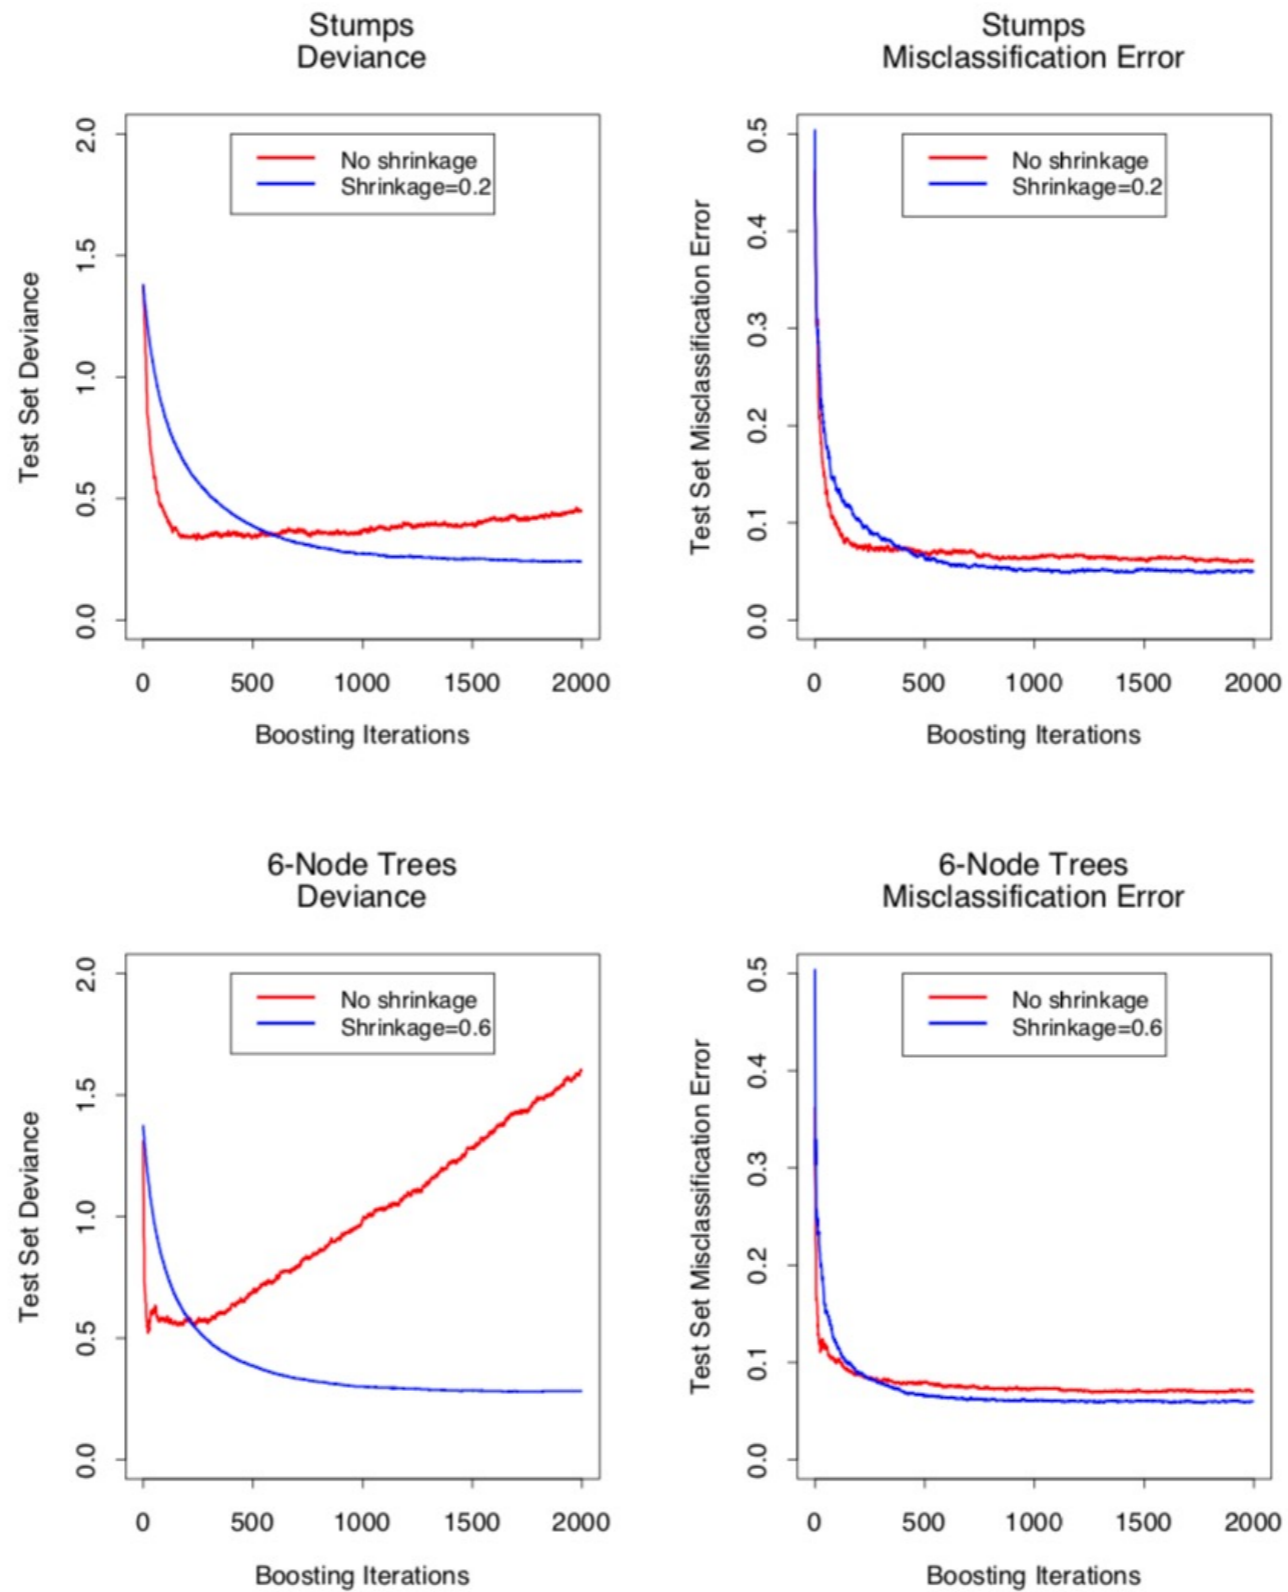 Stumps
Deviance
No shrinkage
Shrinkage=0.2
Test Set Deviance
2.0
1.5
1.0
0.5
0.0
0 500 1000 1500 2000
Boosting Iterations
Stumps
Misclassification Error
No shrinkage
Shrinkage=0.2
Test Set Misclassification Error
0.5
0.4
0.3
0.2
0.1
0.0
0 500 1000 1500 2000
Boosting Iterations
6-Node Trees
Deviance
No shrinkage
Shrinkage=0.6
Test Set Deviance
2.0
1.5
1.0
0.5
0.0
0 500 1000 1500 2000
Boosting Iterations
6-Node Trees
Misclassification Error
No shrinkage
Shrinkage=0.6
Test Set Misclassification Error
0.5
0.4
0.3
0.2
0.1
0.0
0 500 1000 1500 2000
Boosting Iterations